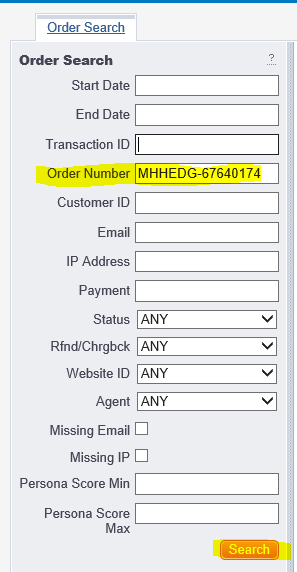 Order Search
Order Search ?
Start Date
End Date
Transaction ID
Order Number MHHEDG-67640174
Customer ID
Email
IP Address
Payment
Status ANY
Rfnd/Chrgbck ANY
Website ID ANY
Agent ANY
Missing Email
Missing IP
Persona Score Min
Persona Score
Max
Search